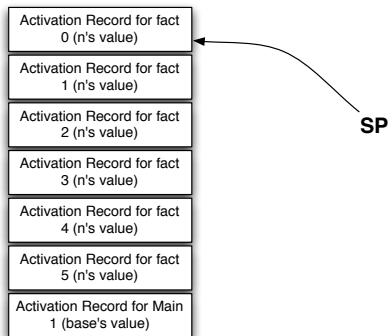 Activation Record for fact
0 (n's value)
Activation Record for fact
1 (n's value)
Activation Record for fact
2 (n's value)
Activation Record for fact
3 (n's value)
Activation Record for fact
4 (n's value)
Activation Record for fact
5 (n's value)
Activation Record for Main
1 (base's value)
SP